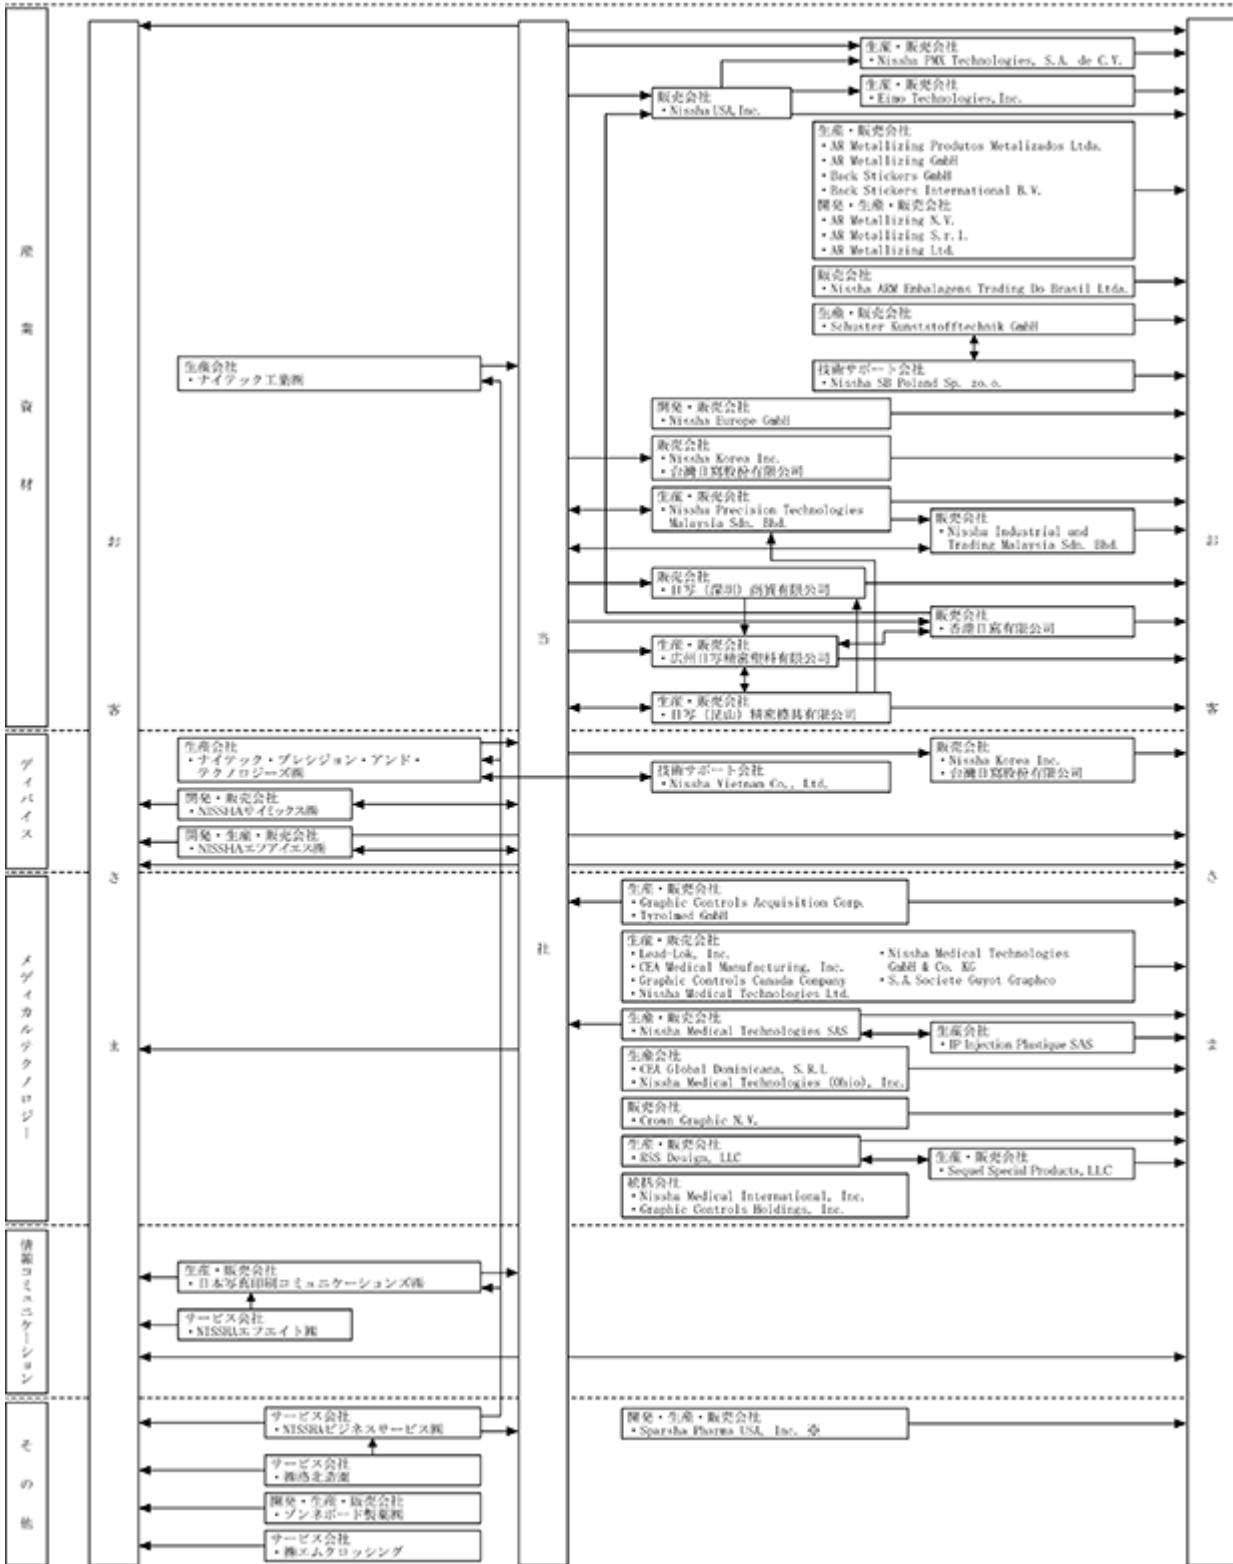 産業資材
お客さま
当社
お客さま
生産・販売会社
・Nissha PMX Technologies, S.A. de C.V.
販売会社
・Nissha USA, Inc.
生産・販売会社
・Eimo Technologies, Inc.
生産・販売会社
・AR Metallizing Produtos Metalizados Ltda.
・AR Metallizing GmbH
・Back Stickers GmbH
・Back Stickers International B.V.
開発・生産・販売会社
・AR Metallizing N.V.
・AR Metallizing S.r.l.
・AR Metallizing Ltd.
販売会社
・Nissha ARM Embalagens Trading Do Brasil Ltda.
生産・販売会社
・Schuster Kunststofftechnik GmbH
生産会社
・ナイテック工業㈱
技術サポート会社
・Nissha SB Poland Sp. zo.o.
開発・販売会社
・Nissha Europe GmbH
販売会社
・Nissha Korea Inc.
・台灣日寫股份有限公司
生産・販売会社
・Nissha Precision Technologies
Malaysia Sdn. Bhd.
販売会社
・Nissha Industrial and
Trading Malaysia Sdn. Bhd.
販売会社
・日写（深圳）商貿有限公司
販売会社
・香港日寫有限公司
生産・販売会社
・広州日写精密塑料有限公司
生産・販売会社
・日写（昆山）精密模具有限公司
ディバイス
生産会社
・ナイテック・プレシジョン・アンド・
テクノロジーズ㈱
販売会社
・Nissha Korea Inc.
・台灣日寫股份有限公司
技術サポート会社
・Nissha Vietnam Co., Ltd.
開発・販売会社
・NISSHAサイミックス㈱
開発・生産・販売会社
・NISSHAエフアイエス㈱
メディカルテクノロジー
生産・販売会社
・Graphic Controls Acquisition Corp.
・Tyrolmed GmbH
生産・販売会社
・Lead-Lok, Inc.
・CEA Medical Manufacturing, Inc.
・Graphic Controls Canada Company
・Nissha Medical Technologies Ltd.
・Nissha Medical Technologies
GmbH & Co. KG
・S.A.Societe Guyot Graphco
生産・販売会社
・Nissha Medical Technologies SAS
生産会社
・IP Injection Plastique SAS
生産会社
・CEA Global Dominicana, S.R.L
・Nissha Medical Technologies (Ohio), Inc.
販売会社
・Crown Graphic N.V.
生産・販売会社
・RSS Design, LLC
生産・販売会社
・Sequel Special Products, LLC
統括会社
・Nissha Medical International, Inc.
・Graphic Controls Holdings, Inc.
情報コミュニケーション
生産・販売会社
・日本写真印刷コミュニケーションズ㈱
サービス会社
・NISSHAエフエイト㈱
その他
サービス会社
・NISSHAビジネスサービス㈱
開発・生産・販売会社
・Sparsha Pharma USA, Inc. ※
サービス会社
・㈱洛北造園
開発・生産・販売会社
・ゾンネボード製薬㈱
サービス会社
・㈱エムクロッシング